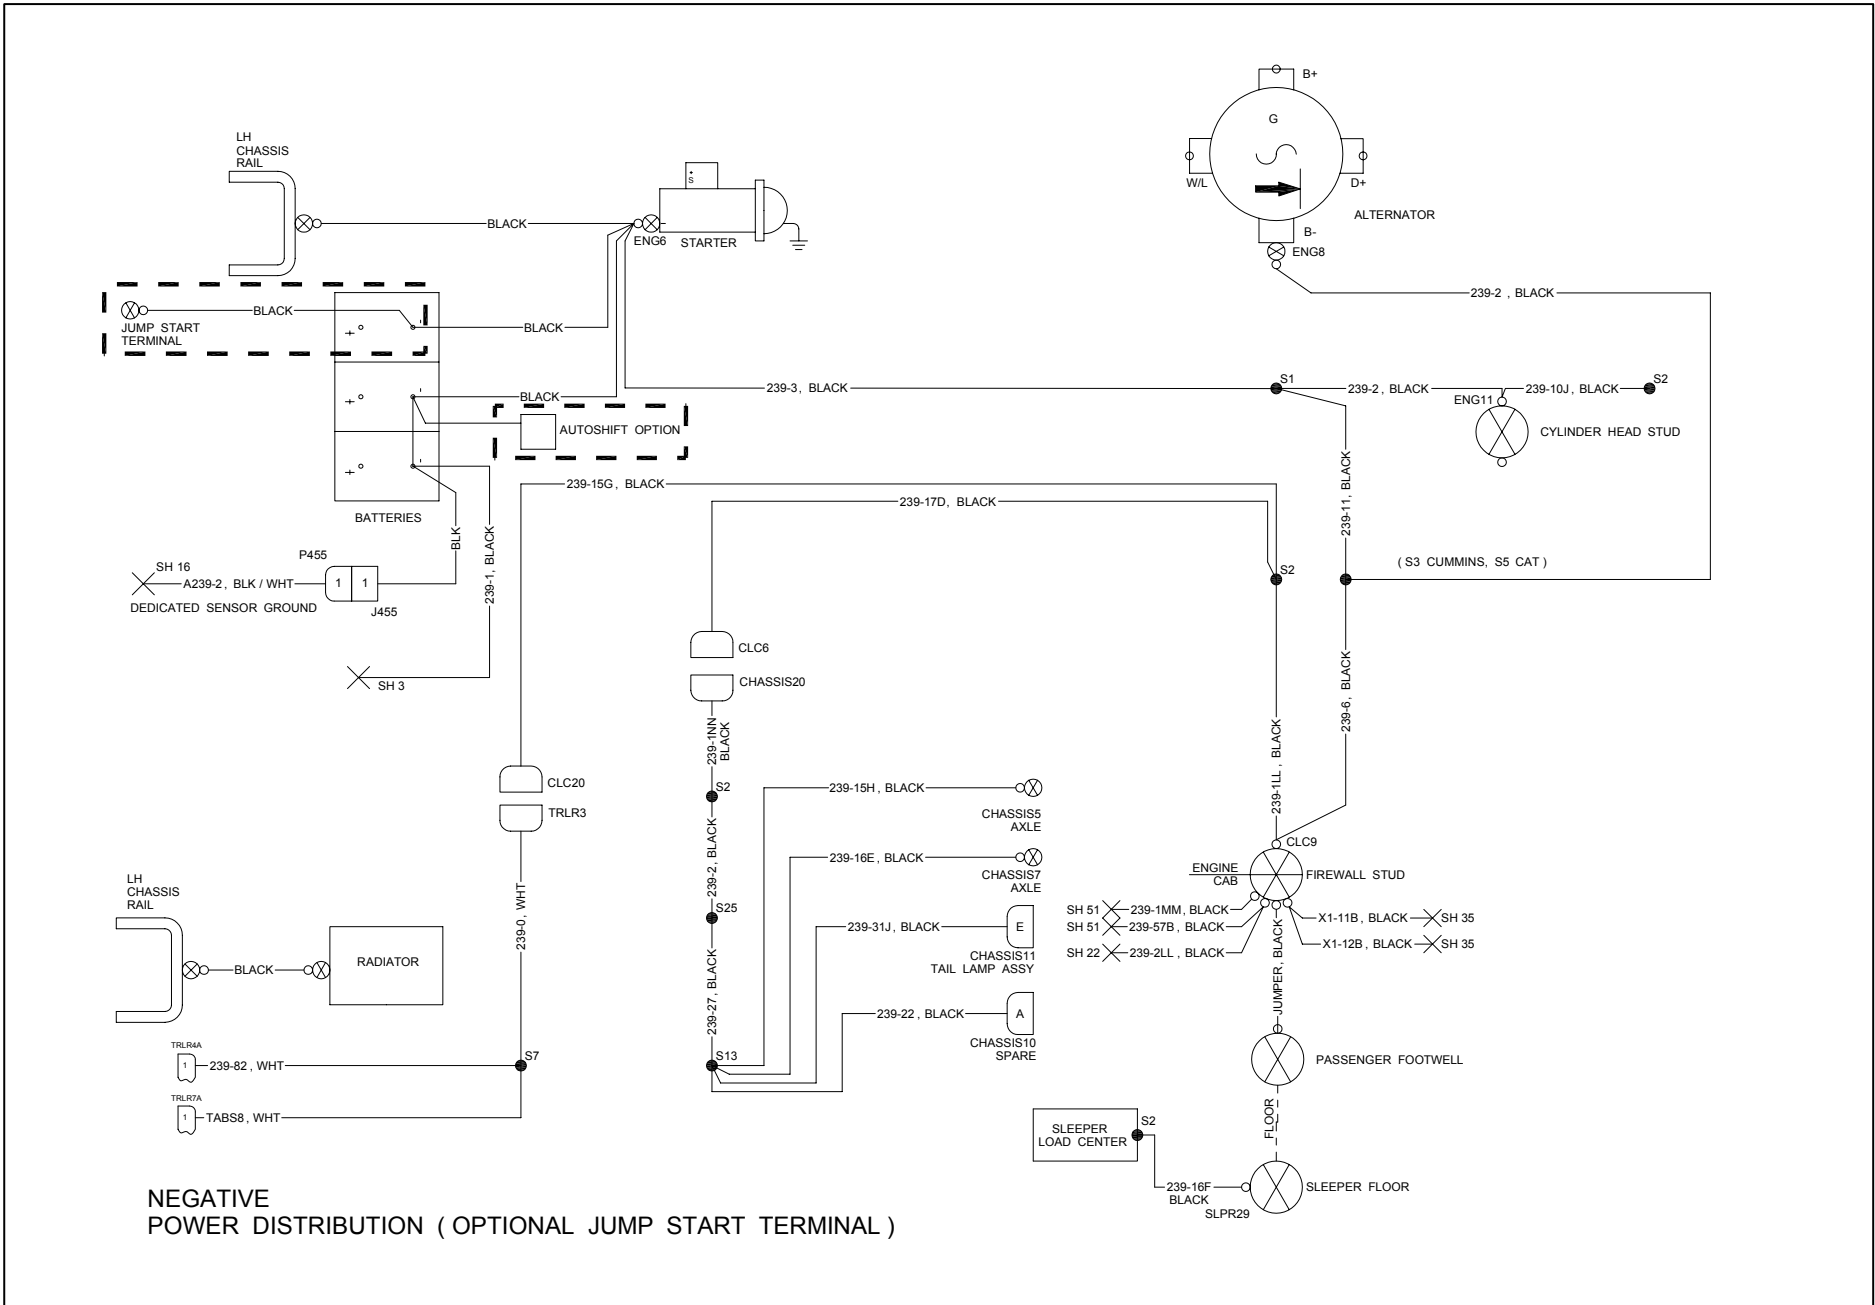 B+
G
W/L
D+
ALTERNATOR
B-
ENG8
239-2 , BLACK
LH
CHASSIS
RAIL
BLACK
+
S
-
ENG6
STARTER
BLACK
JUMP START
TERMINAL
+
-
BLACK
+
-
BLACK
AUTOSHIFT OPTION
+
-
BATTERIES
239-3, BLACK
S1
239-2, BLACK
239-10J, BLACK
S2
ENG11
CYLINDER HEAD STUD
239-15G, BLACK
239-17D, BLACK
239-11, BLACK
(S3 CUMMINS, S5 CAT)
S2
BLK
239-1, BLACK
P455
SH 16
A239-2, BLK / WHT
1
1
DEDICATED SENSOR GROUND
J455
SH 3
CLC6
CHASSIS20
239-1NN
BLACK
S2
239-6, BLACK
239-1LL, BLACK
CLC20
TRLR3
239-15H, BLACK
CHASSIS5
AXLE
239-2, BLACK
239-16E, BLACK
CHASSIS7
AXLE
CLC9
ENGINE
CAB
FIREWALL STUD
SH 51
239-1MM, BLACK
SH 51
239-57B, BLACK
SH 22
239-2LL, BLACK
X1-11B, BLACK
SH 35
X1-12B, BLACK
SH 35
LH
CHASSIS
RAIL
BLACK
RADIATOR
239-0, WHT
S25
239-31J, BLACK
E
CHASSIS11
TAIL LAMP ASSY
239-27, BLACK
239-22, BLACK
A
CHASSIS10
SPARE
JUMPER, BLACK
PASSENGER FOOTWELL
TRLR4A
1
239-82, WHT
S7
S13
TRLR7A
1
TABS8, WHT
FLOOR
SLEEPER
LOAD CENTER
S2
239-16F
BLACK
SLPR29
SLEEPER FLOOR
NEGATIVE
POWER DISTRIBUTION (OPTIONAL JUMP START TERMINAL)